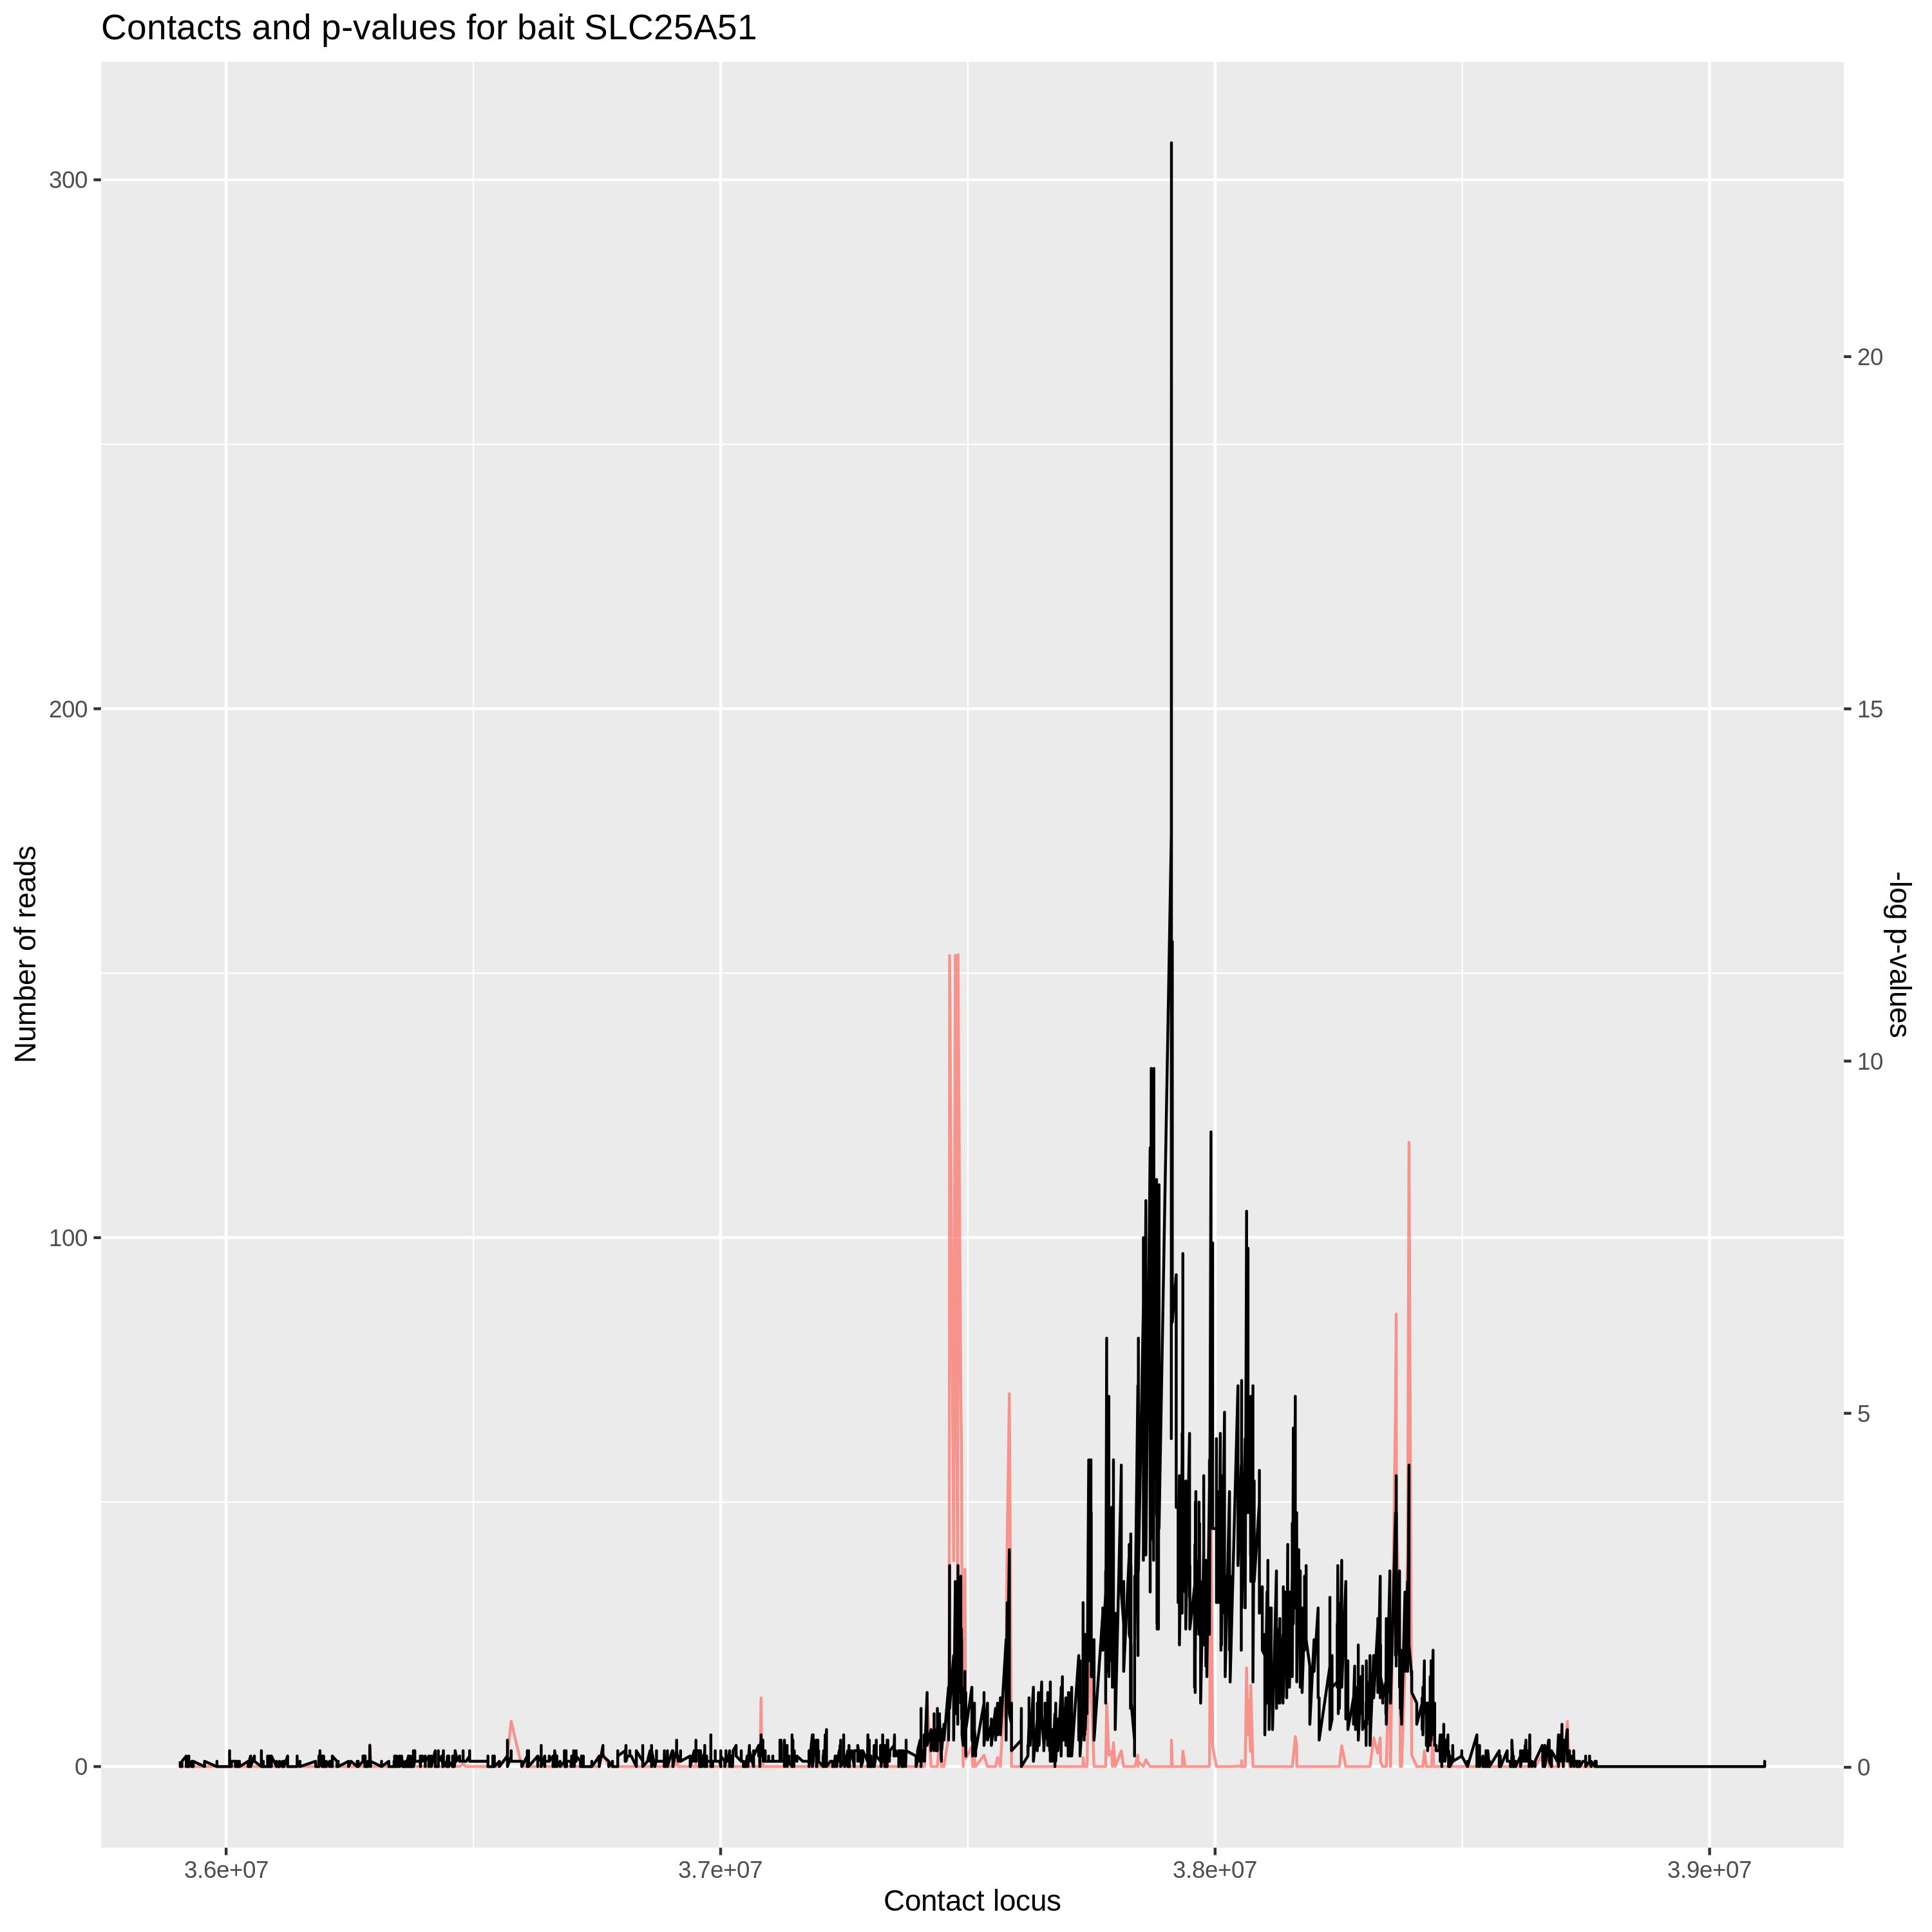 Contacts and p-values for bait SLC25A51
300
200
100
0
20
15
10
5
0
Number of reads
-log p-values
3.6e+07
3.7e+07
3.8e+07
3.9e+07
Contact locus